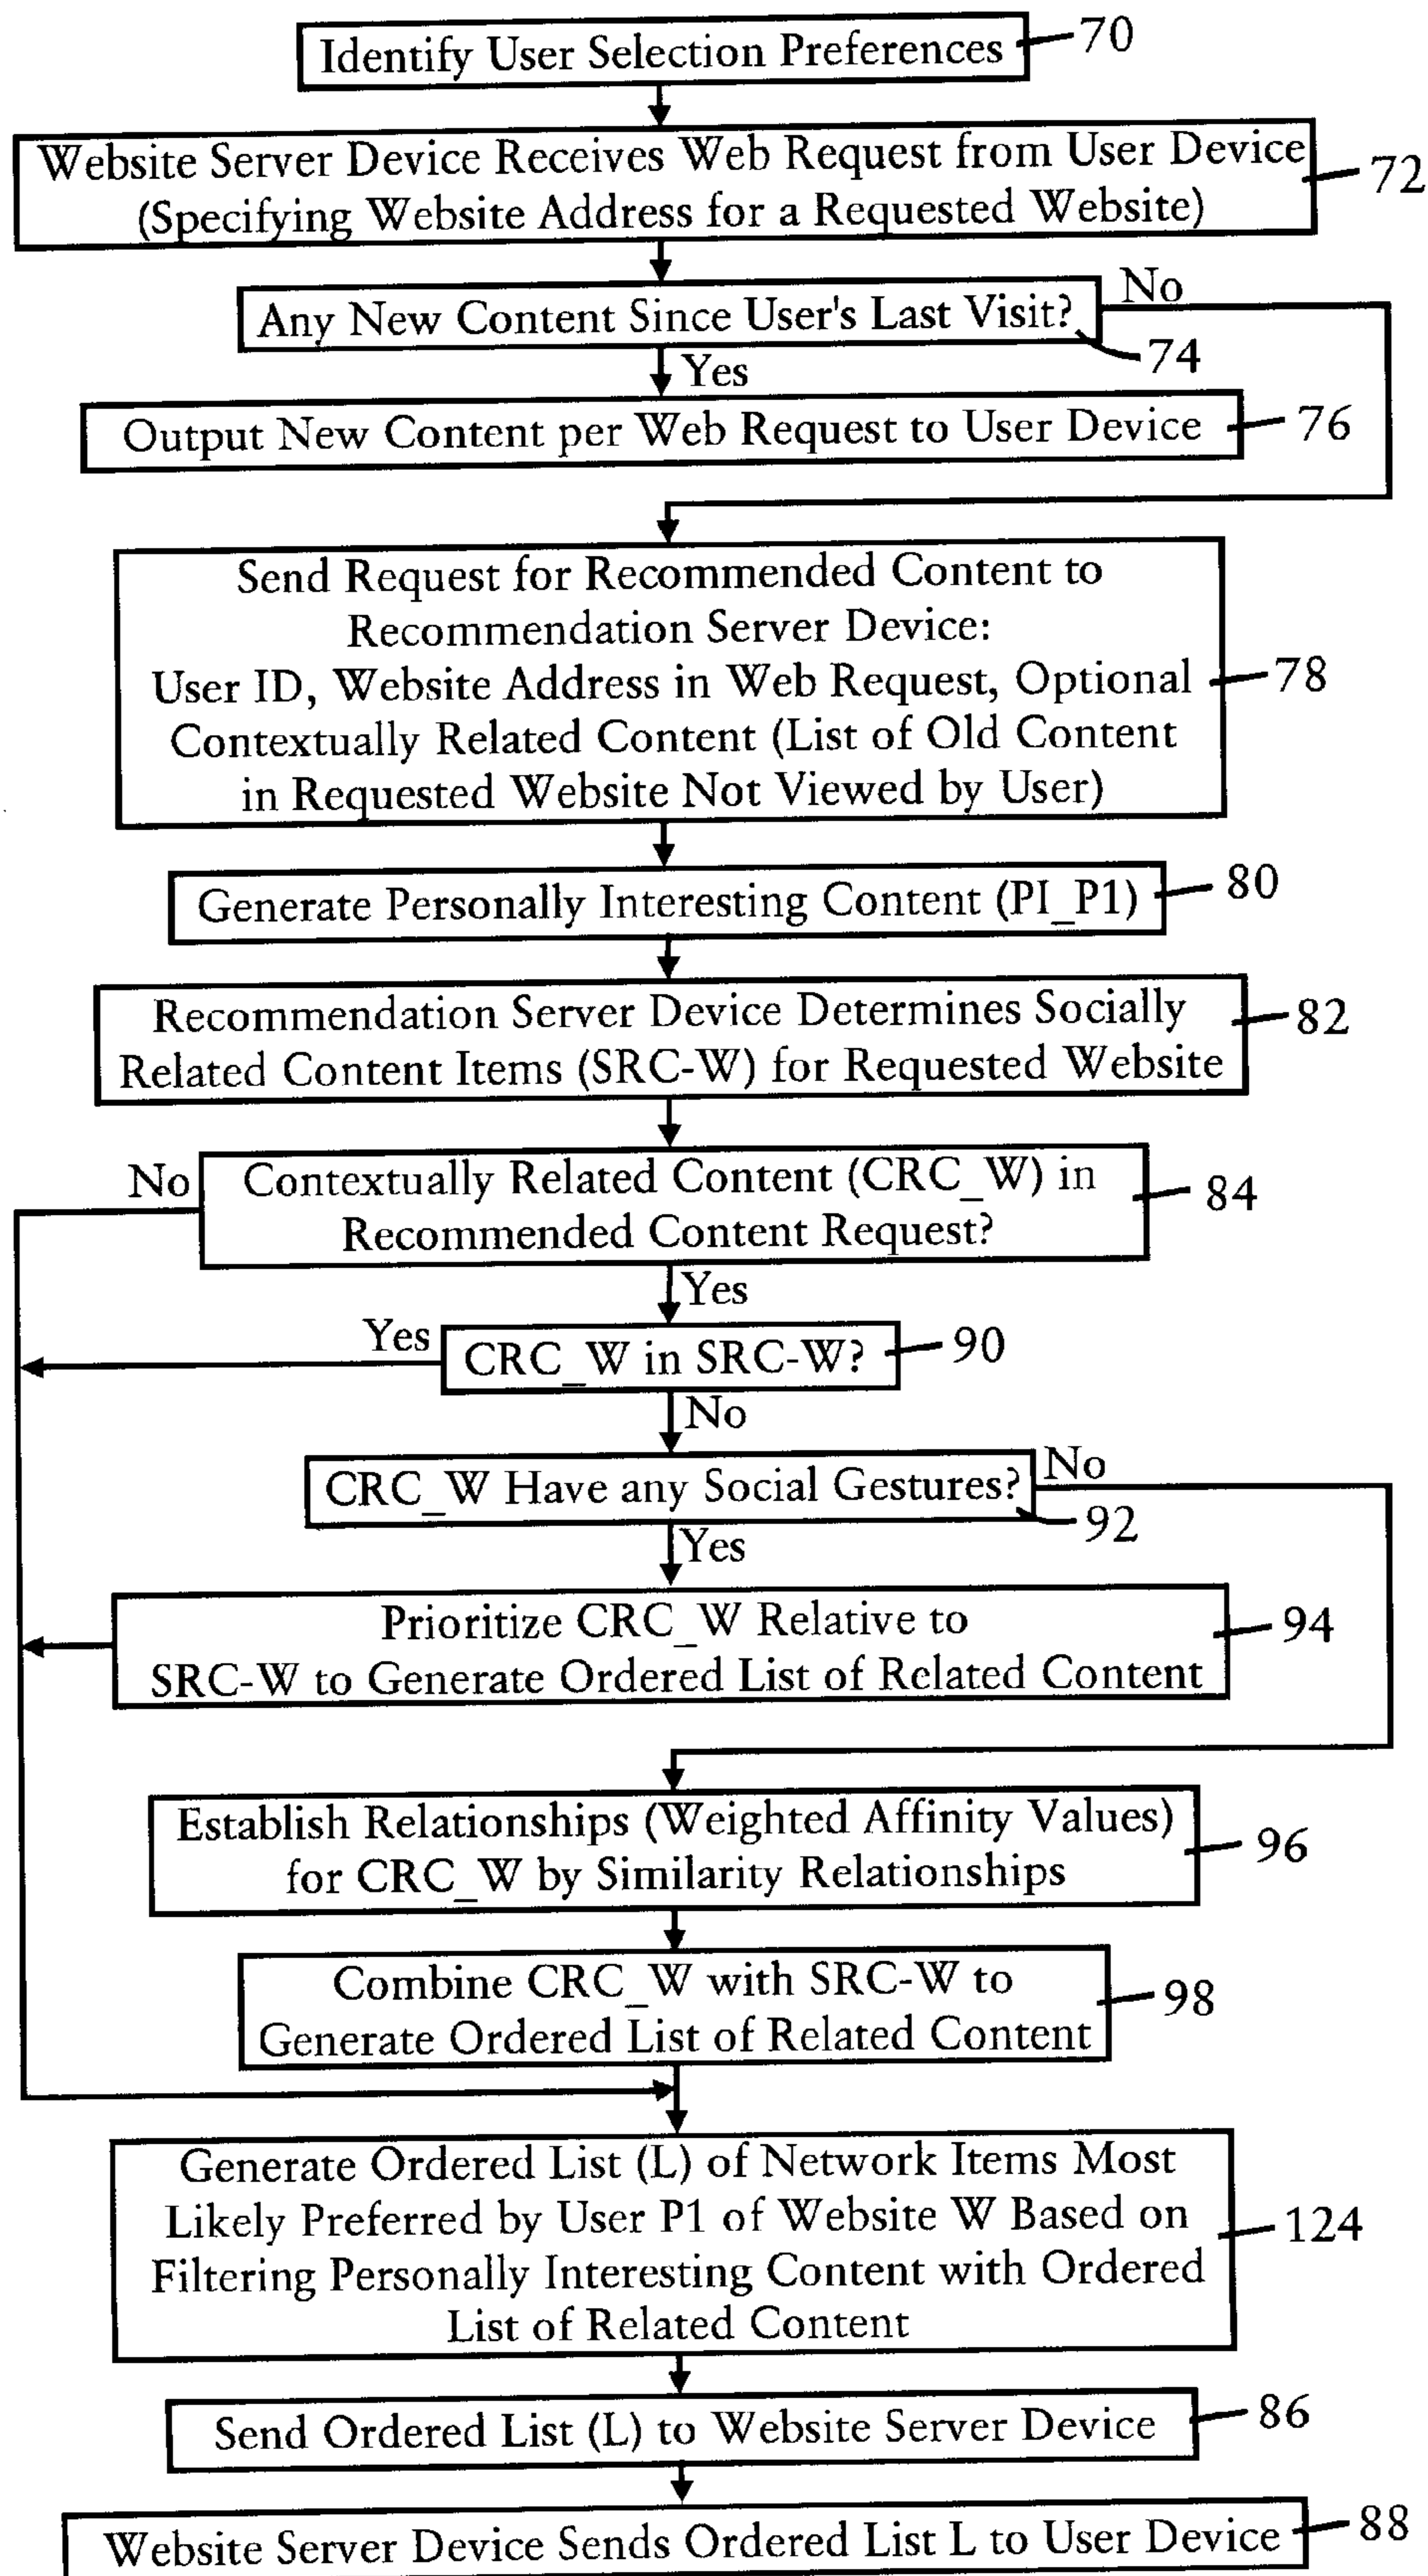 Identify User Selection Preferences
70
Website Server Device Receives Web Request from User Device
(Specifying Website Address for a Requested Website)
72
Any New Content Since User's Last Visit?
No
74
Yes
Output New Content per Web Request to User Device
76
Send Request for Recommended Content to
Recommendation Server Device:
User ID, Website Address in Web Request, Optional
Contextually Related Content (List of Old Content
in Requested Website Not Viewed by User)
78
Generate Personally Interesting Content (PI_P1)
80
Recommendation Server Device Determines Socially
Related Content Items (SRC-W) for Requested Website
82
No
Contextually Related Content (CRC_W) in
Recommended Content Request?
84
Yes
Yes
CRC_W in SRC-W?
90
No
CRC_W Have any Social Gestures?
No
92
Yes
Prioritize CRC_W Relative to
SRC-W to Generate Ordered List of Related Content
94
Establish Relationships (Weighted Affinity Values)
for CRC_W by Similarity Relationships
96
Combine CRC_W with SRC-W to
Generate Ordered List of Related Content
98
Generate Ordered List (L) of Network Items Most
Likely Preferred by User P1 of Website W Based on
Filtering Personally Interesting Content with Ordered
List of Related Content
124
Send Ordered List (L) to Website Server Device
86
Website Server Device Sends Ordered List L to User Device
88